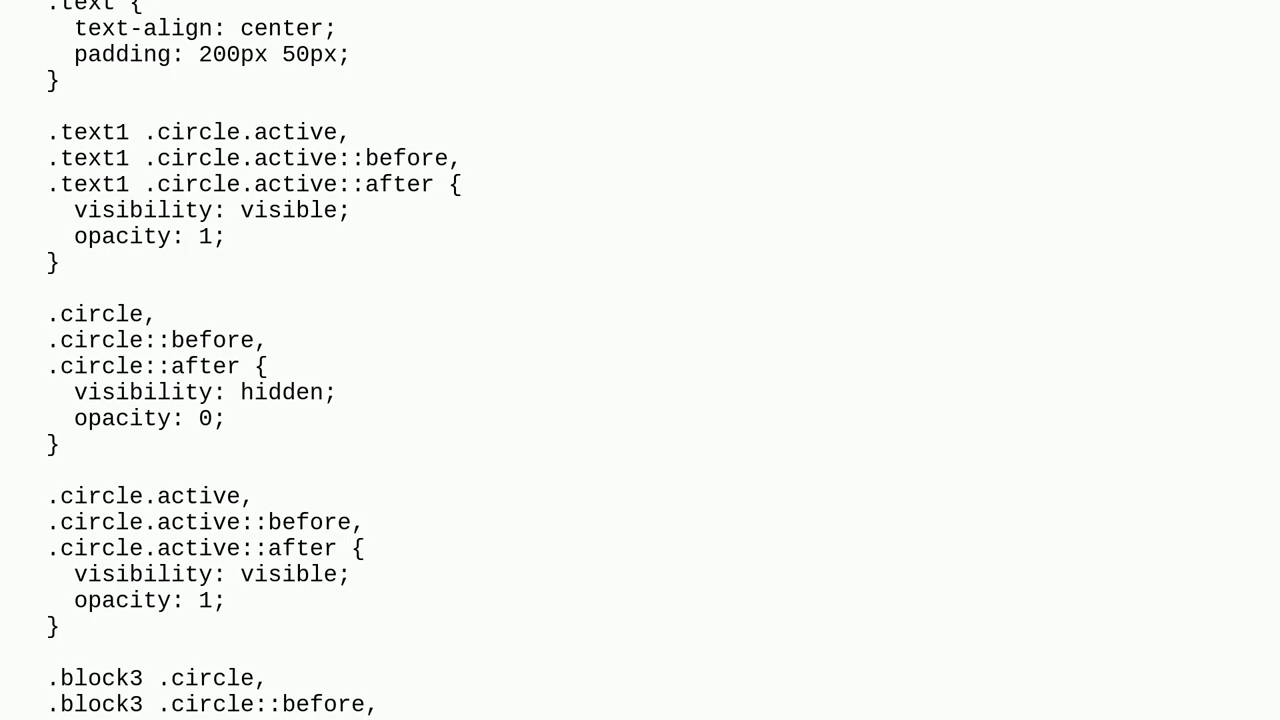 .text {
  text-align: center;
  padding: 200px 50px;
}

.text1 .circle.active,
.text1 .circle.active::before,
.text1 .circle.active::after {
  visibility: visible;
  opacity: 1;
}

.circle,
.circle::before,
.circle::after {
  visibility: hidden;
  opacity: 0;
}

.circle.active,
.circle.active::before,
.circle.active::after {
  visibility: visible;
  opacity: 1;
}

.block3 .circle,
.block3 .circle::before,